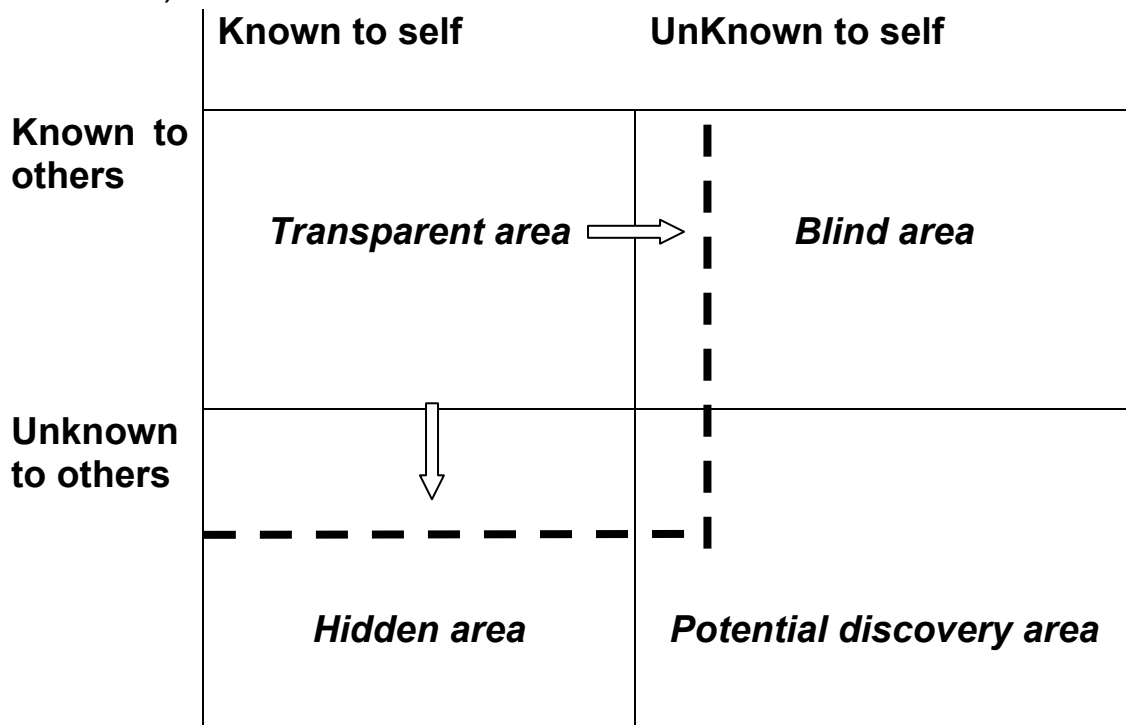 Known to self UnKnown to self
Known to
others
Transparent area Blind area
Unknown
to others
Hidden area Potential discovery area